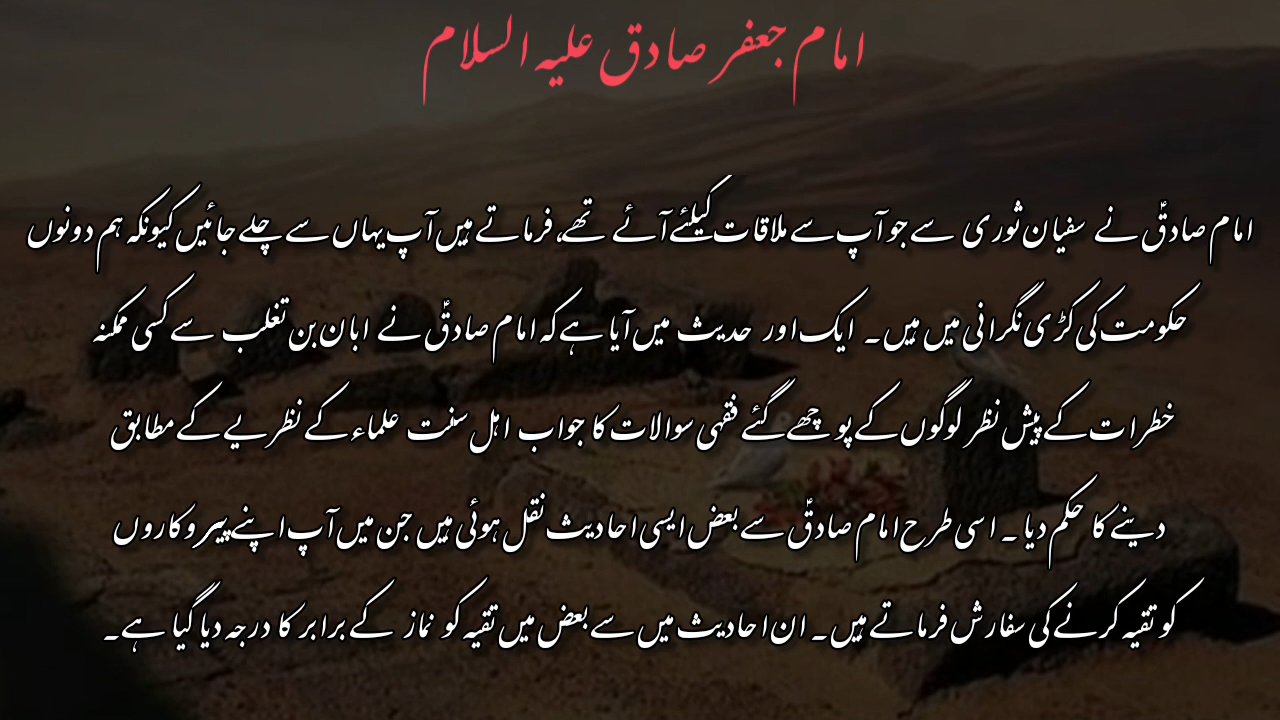 امام جعفر صادق علیہ السلام
امام صادقؑ نے سفیان ثوری سے جو آپ سے ملاقات کیلئے آئے تھے، فرماتے ہیں آپ یہاں سے چلے جائیں کیونکہ ہم دونوں
حکومت کی کڑی نگرانی میں ہیں۔ ایک اور حدیث میں آیا ہے کہ امام صادقؑ نے ابان بن تغلب سے کسی ممکنہ
خطرات کے پیش نظر لوگوں کے پوچھے گئے فقہی سوالات کا جواب اہل سنت علماء کے نظریے کے مطابق
دینے کا حکم دیا۔ اسی طرح امام صادقؑ سے بعض ایسی احادیث نقل ہوئی ہیں جن میں آپ اپنے پیروکاروں
کو تقیہ کرنے کی سفارش فرماتے ہیں۔ ان احادیث میں سے بعض میں تقیہ کو نماز کے برابر کا درجہ دیا گیا ہے۔